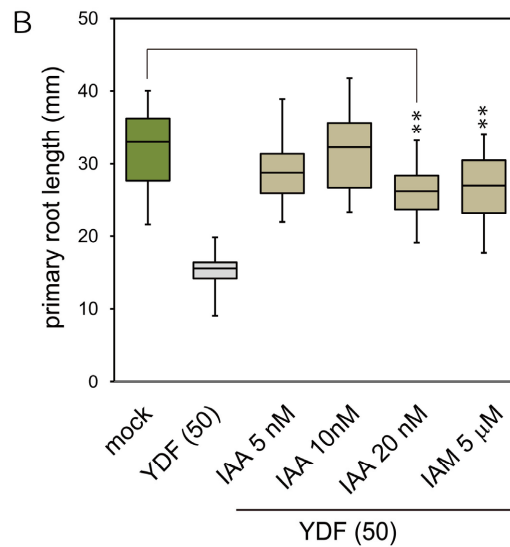 B
primary root length (mm)
50
40
30
20
10
0
**
**
mock
YDF (50)
IAA 5 nM
IAA 10nM
IAA 20 nM
IAM 5 μM
YDF (50)